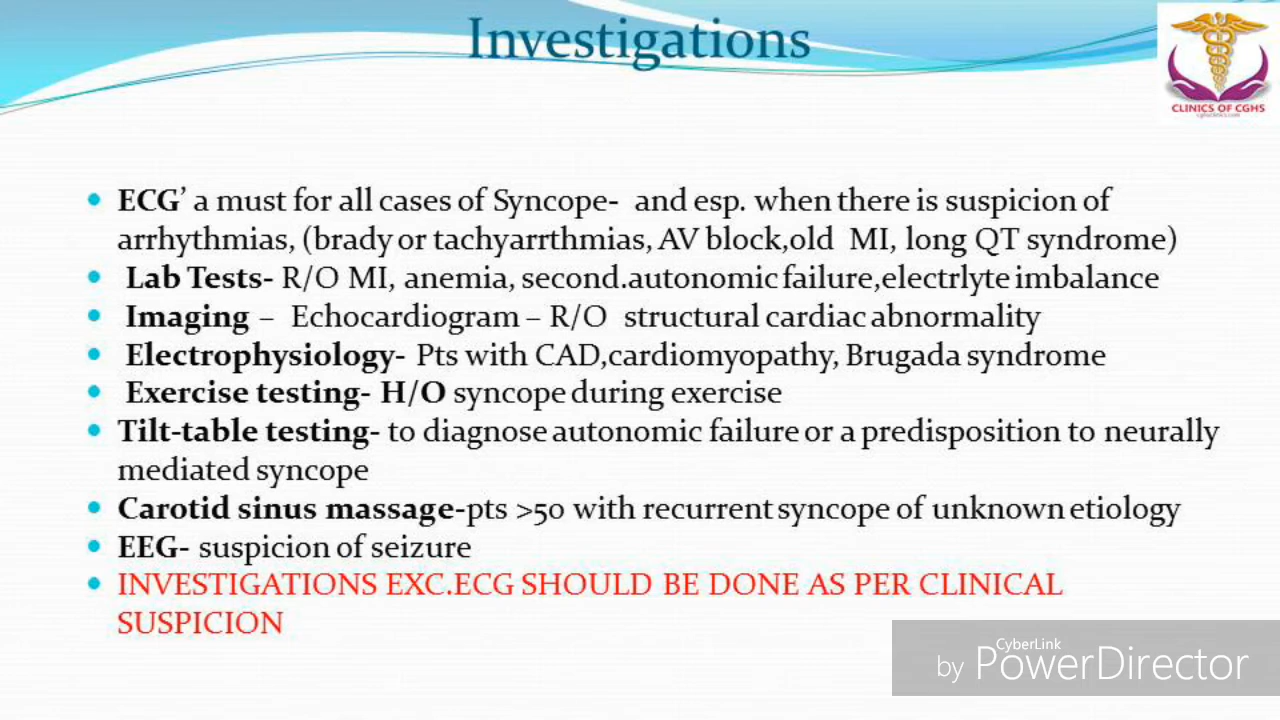 Investigations
CLINICS OF CGHS
cghsclinics.com
ECG’ a must for all cases of Syncope- and esp. when there is suspicion of
arrhythmias, (brady or tachyarrthmias, AV block,old MI, long QT syndrome)
Lab Tests- R/O MI, anemia, second.autonomic failure,electrlyte imbalance
Imaging – Echocardiogram – R/O structural cardiac abnormality
Electrophysiology- Pts with CAD,cardiomyopathy, Brugada syndrome
Exercise testing- H/O syncope during exercise
Tilt-table testing- to diagnose autonomic failure or a predisposition to neurally
mediated syncope
Carotid sinus massage-pts >50 with recurrent syncope of unknown etiology
EEG- suspicion of seizure
INVESTIGATIONS EXC.ECG SHOULD BE DONE AS PER CLINICAL
SUSPICION
CyberLink
by PowerDirector